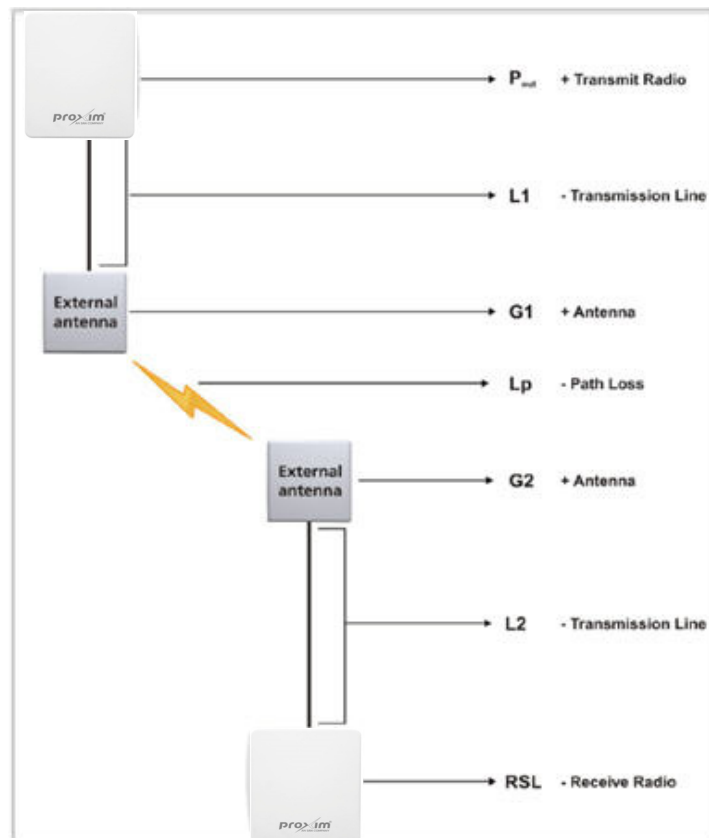 proxim
Pout + Transmit Radio
L1 - Transmission Line
External
antenna
G1 + Antenna
Lp - Path Loss
External
antenna
G2 + Antenna
L2 - Transmission Line
RSL - Receive Radio
proxim